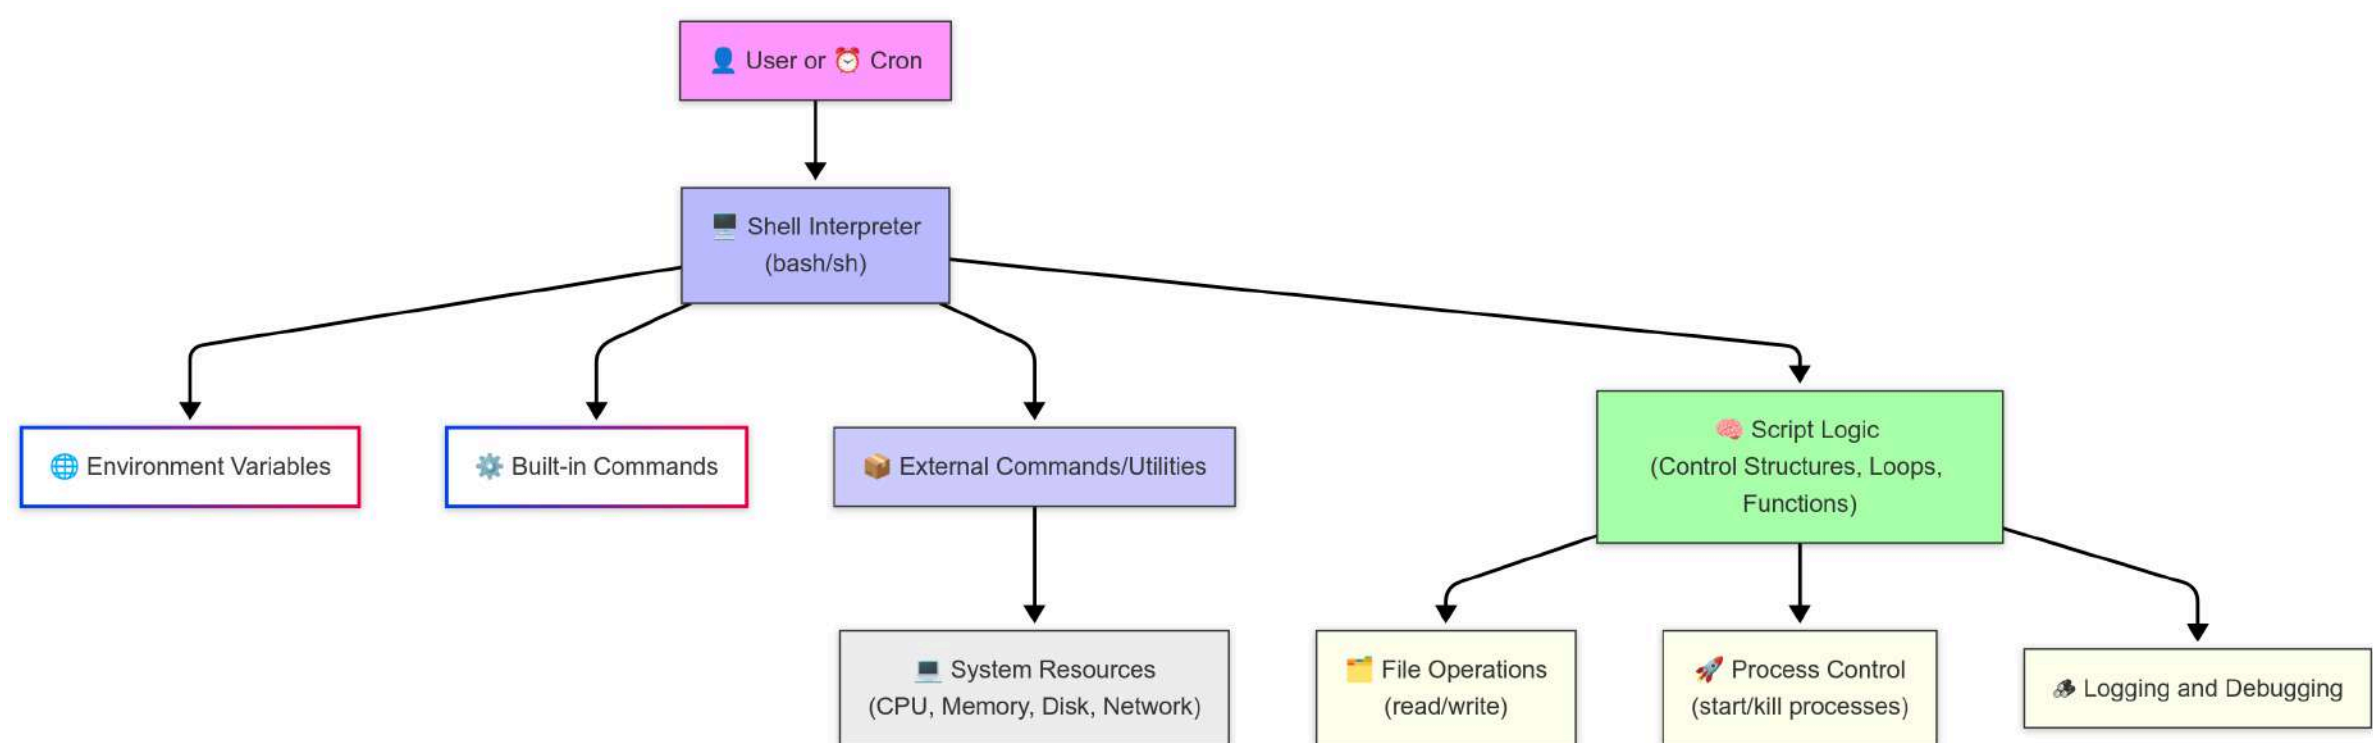 User or Cron
Shell Interpreter
(bash/sh)
Environment Variables
Built-in Commands
External Commands/Utilities
Script Logic
(Control Structures, Loops,
Functions)
System Resources
(CPU, Memory, Disk, Network)
File Operations
(read/write)
Process Control
(start/kill processes)
Logging and Debugging